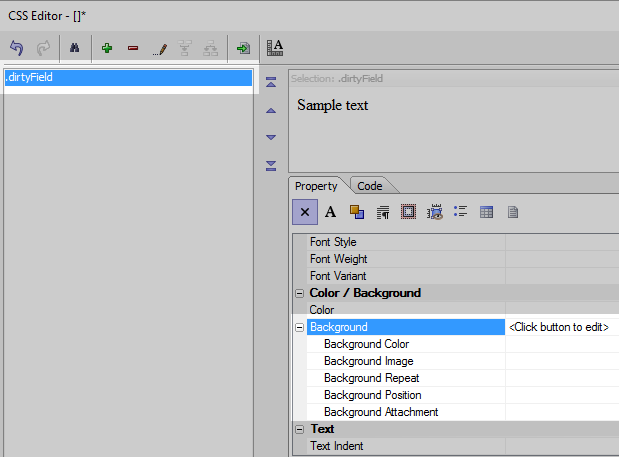 CSS Editor - []*
.dirtyField
Selection: .dirtyField
Sample text
Property Code
Font Style
Font Weight
Font Variant
Color / Background
Color
Background <Click button to edit>
Background Color
Background Image
Background Repeat
Background Position
Background Attachment
Text
Text Indent